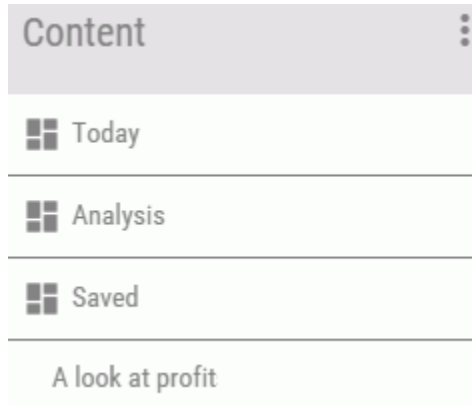 Content
Today
Analysis
Saved
A look at profit